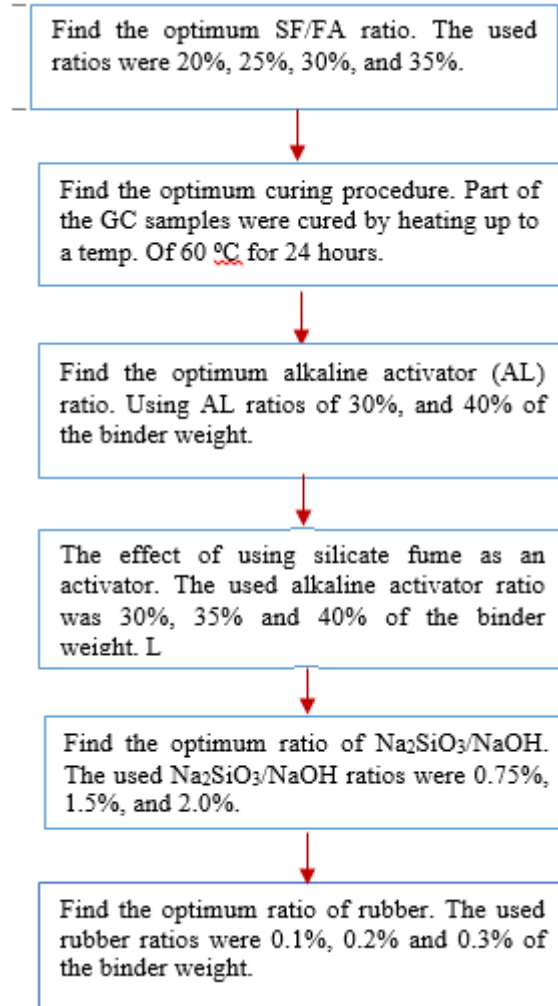 Find the optimum SF/FA ratio. The used
ratios were 20%, 25%, 30%, and 35%.
Find the optimum curing procedure. Part of
the GC samples were cured by heating up to
a temp. Of 60 ⁰C for 24 hours.
Find the optimum alkaline activator (AL)
ratio. Using AL ratios of 30%, and 40% of
the binder weight.
The effect of using silicate fume as an
activator. The used alkaline activator ratio
was 30%, 35% and 40% of the binder
weight. L
Find the optimum ratio of Na₂SiO₃/NaOH.
The used Na₂SiO₃/NaOH ratios were 0.75%,
1.5%, and 2.0%.
Find the optimum ratio of rubber. The used
rubber ratios were 0.1%, 0.2% and 0.3% of
the binder weight.